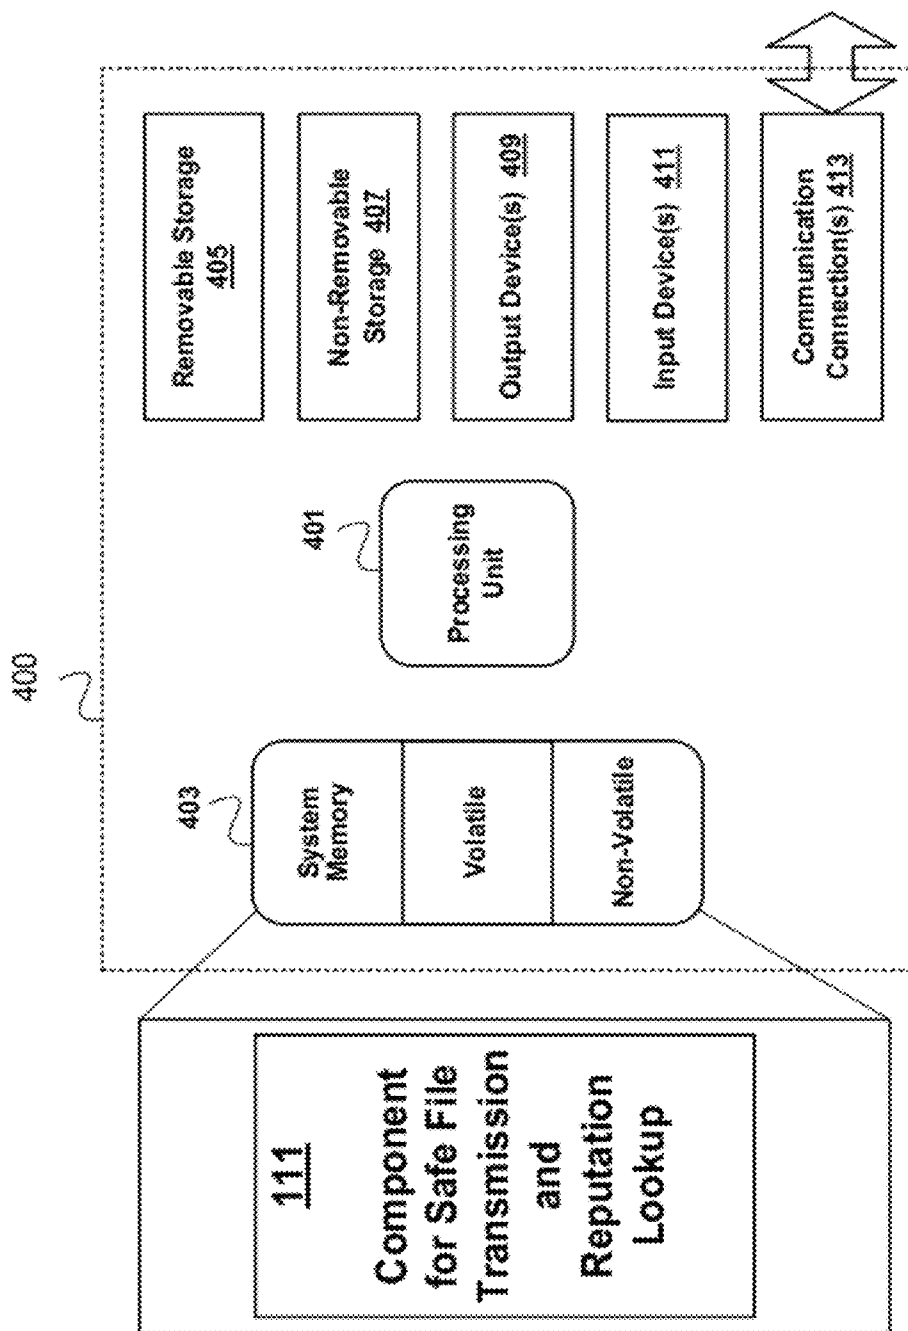 400
403
System
Memory
Volatile
Non-Volatile
401
Processing
Unit
Removable Storage
405
Non-Removable
Storage 407
Output Device(s) 409
Input Device(s) 411
Communication
Connection(s) 413
111
Component
for Safe File
Transmission
and
Reputation
Lookup